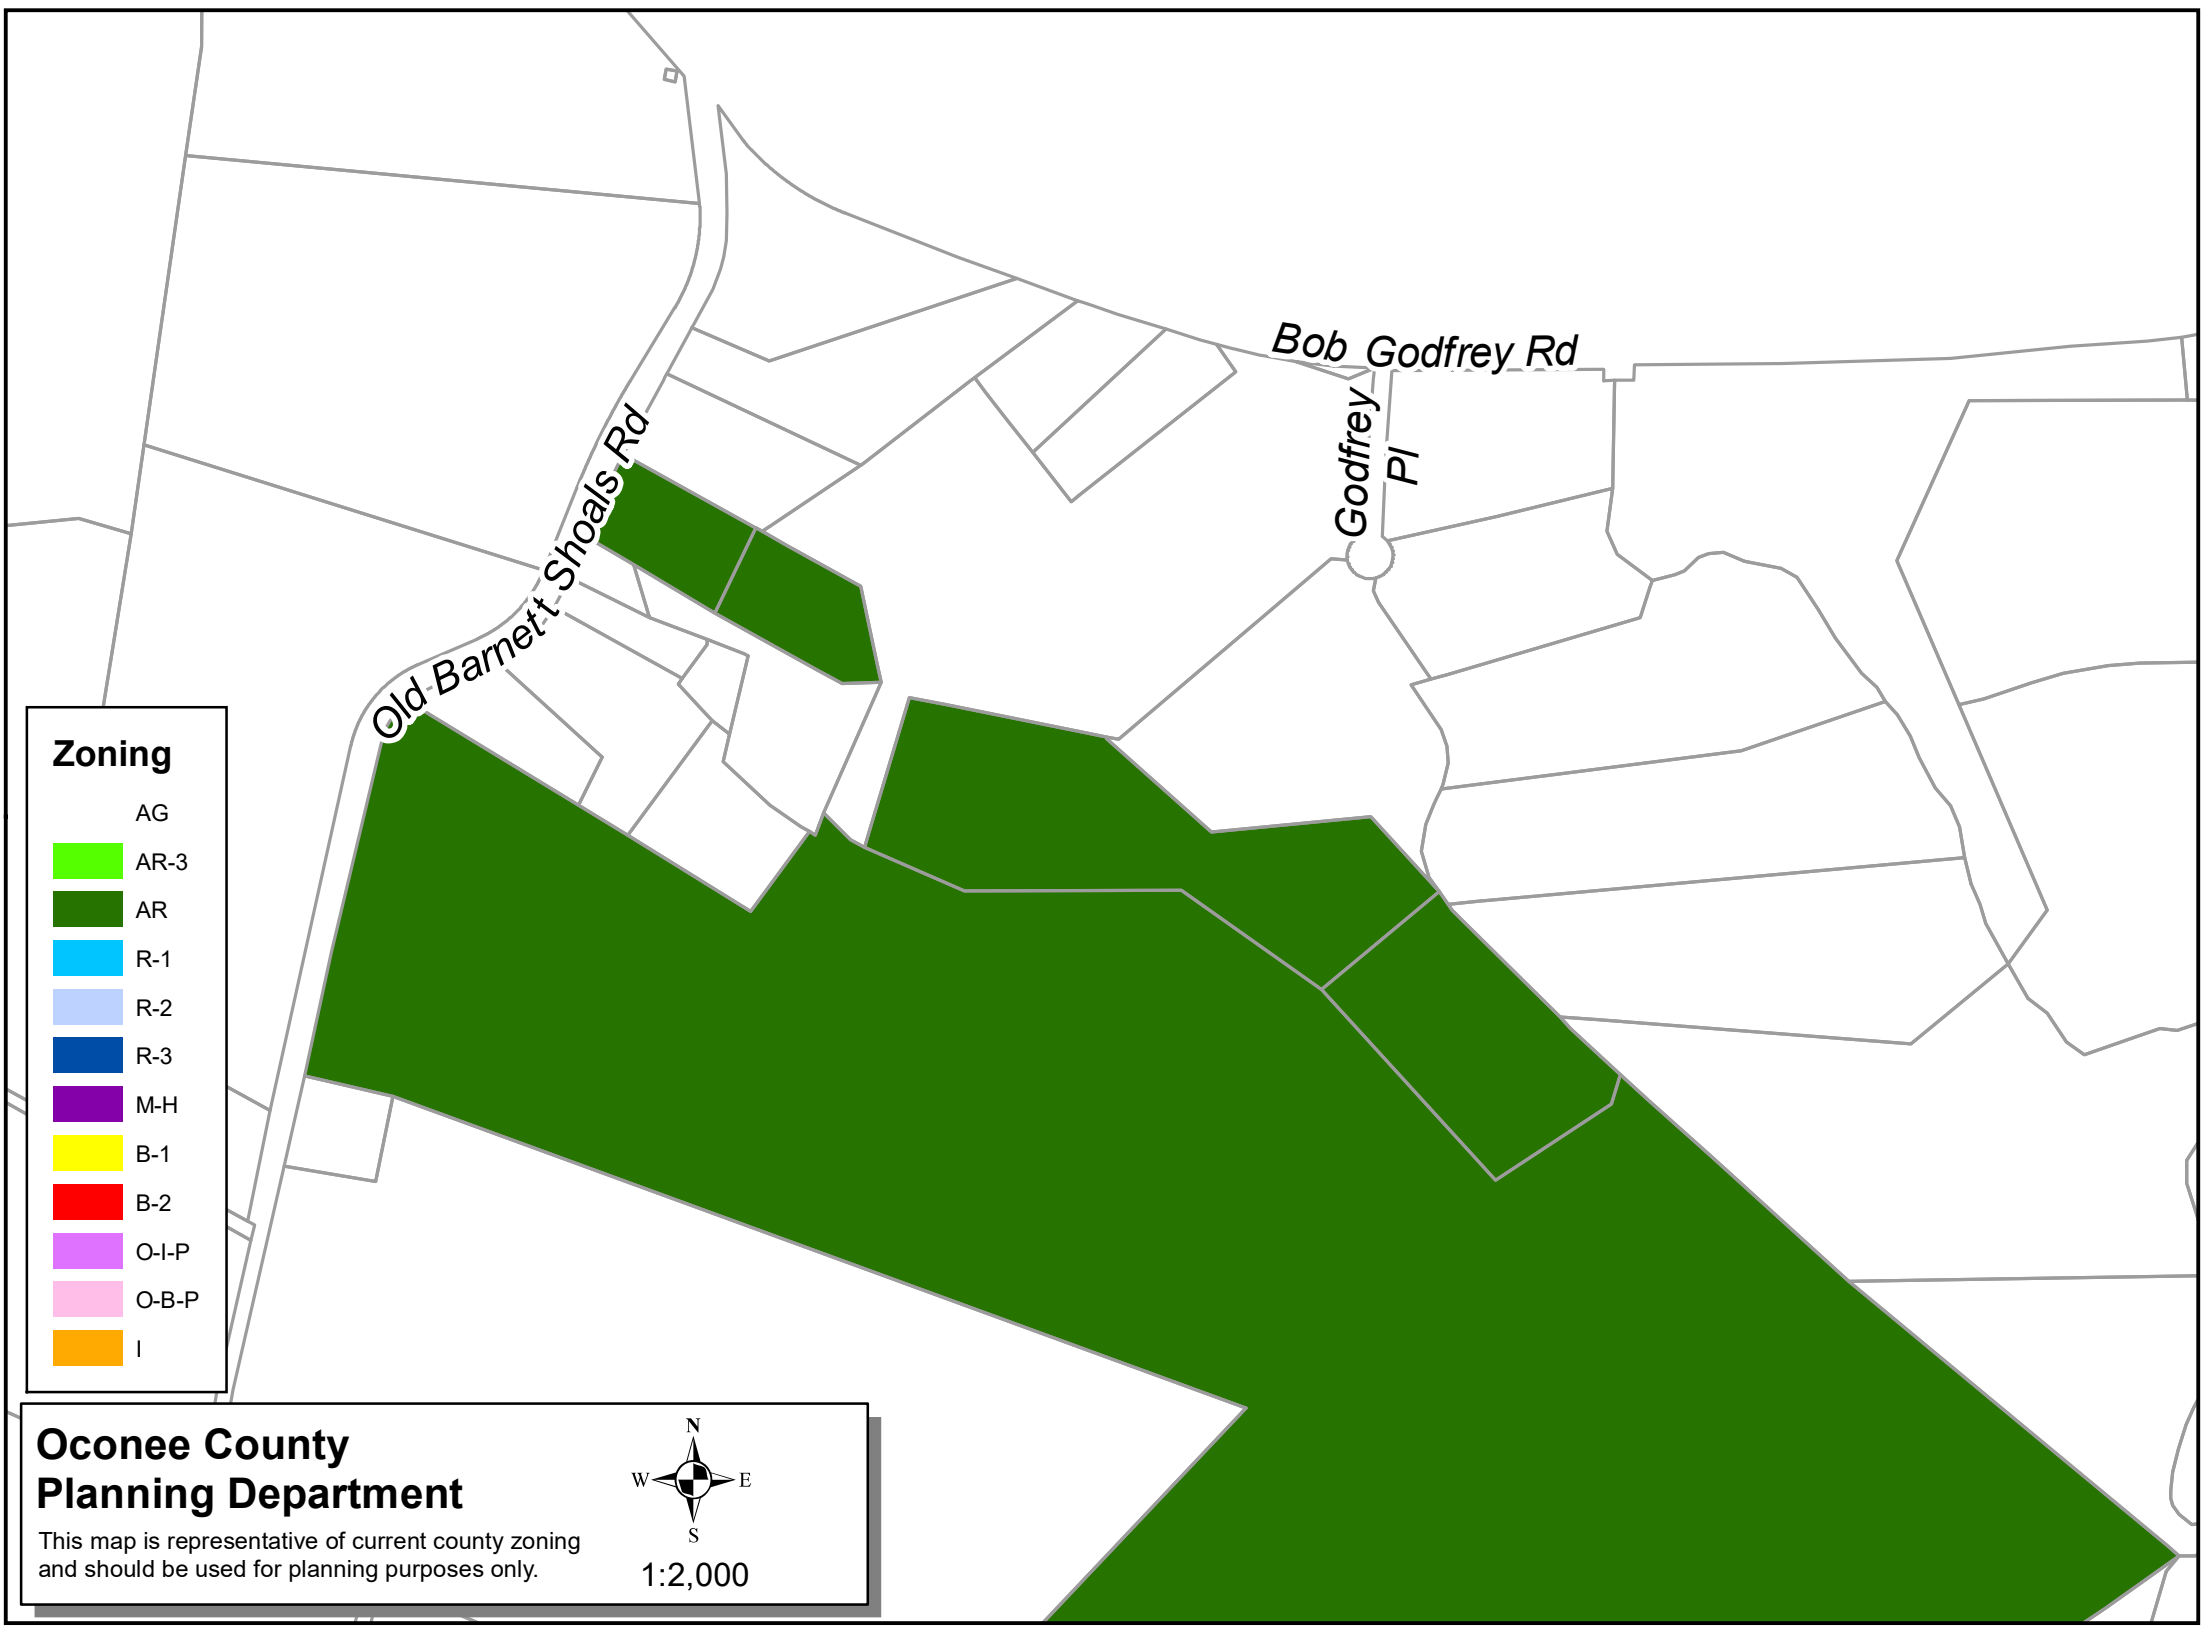 Bob Godfrey Rd
Godfrey
Pl
Old Barnett Shoals Rd
Zoning
AG
AR-3
AR
R-1
R-2
R-3
M-H
B-1
B-2
O-I-P
O-B-P
I
Oconee County
Planning Department
This map is representative of current county zoning
and should be used for planning purposes only.
N
W E
S
1:2,000